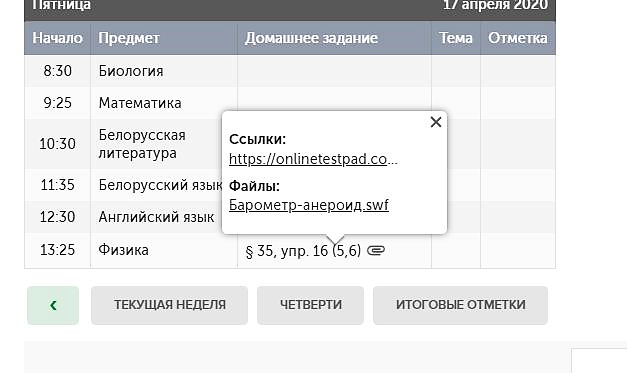 Пятница 17 апреля 2020
Начало Предмет Домашнее задание Тема Отметка
8:30 Биология
9:25 Математика
10:30 Белорусская
литература
11:35 Белорусский язык
12:30 Английский язык
Ссылки:
https://onlinetestpad.co...
Файлы:
Барометр-анероид.swf
13:25 Физика § 35, упр. 16 (5,6)
ТЕКУЩАЯ НЕДЕЛЯ ЧЕТВЕРТИ ИТОГОВЫЕ ОТМЕТКИ